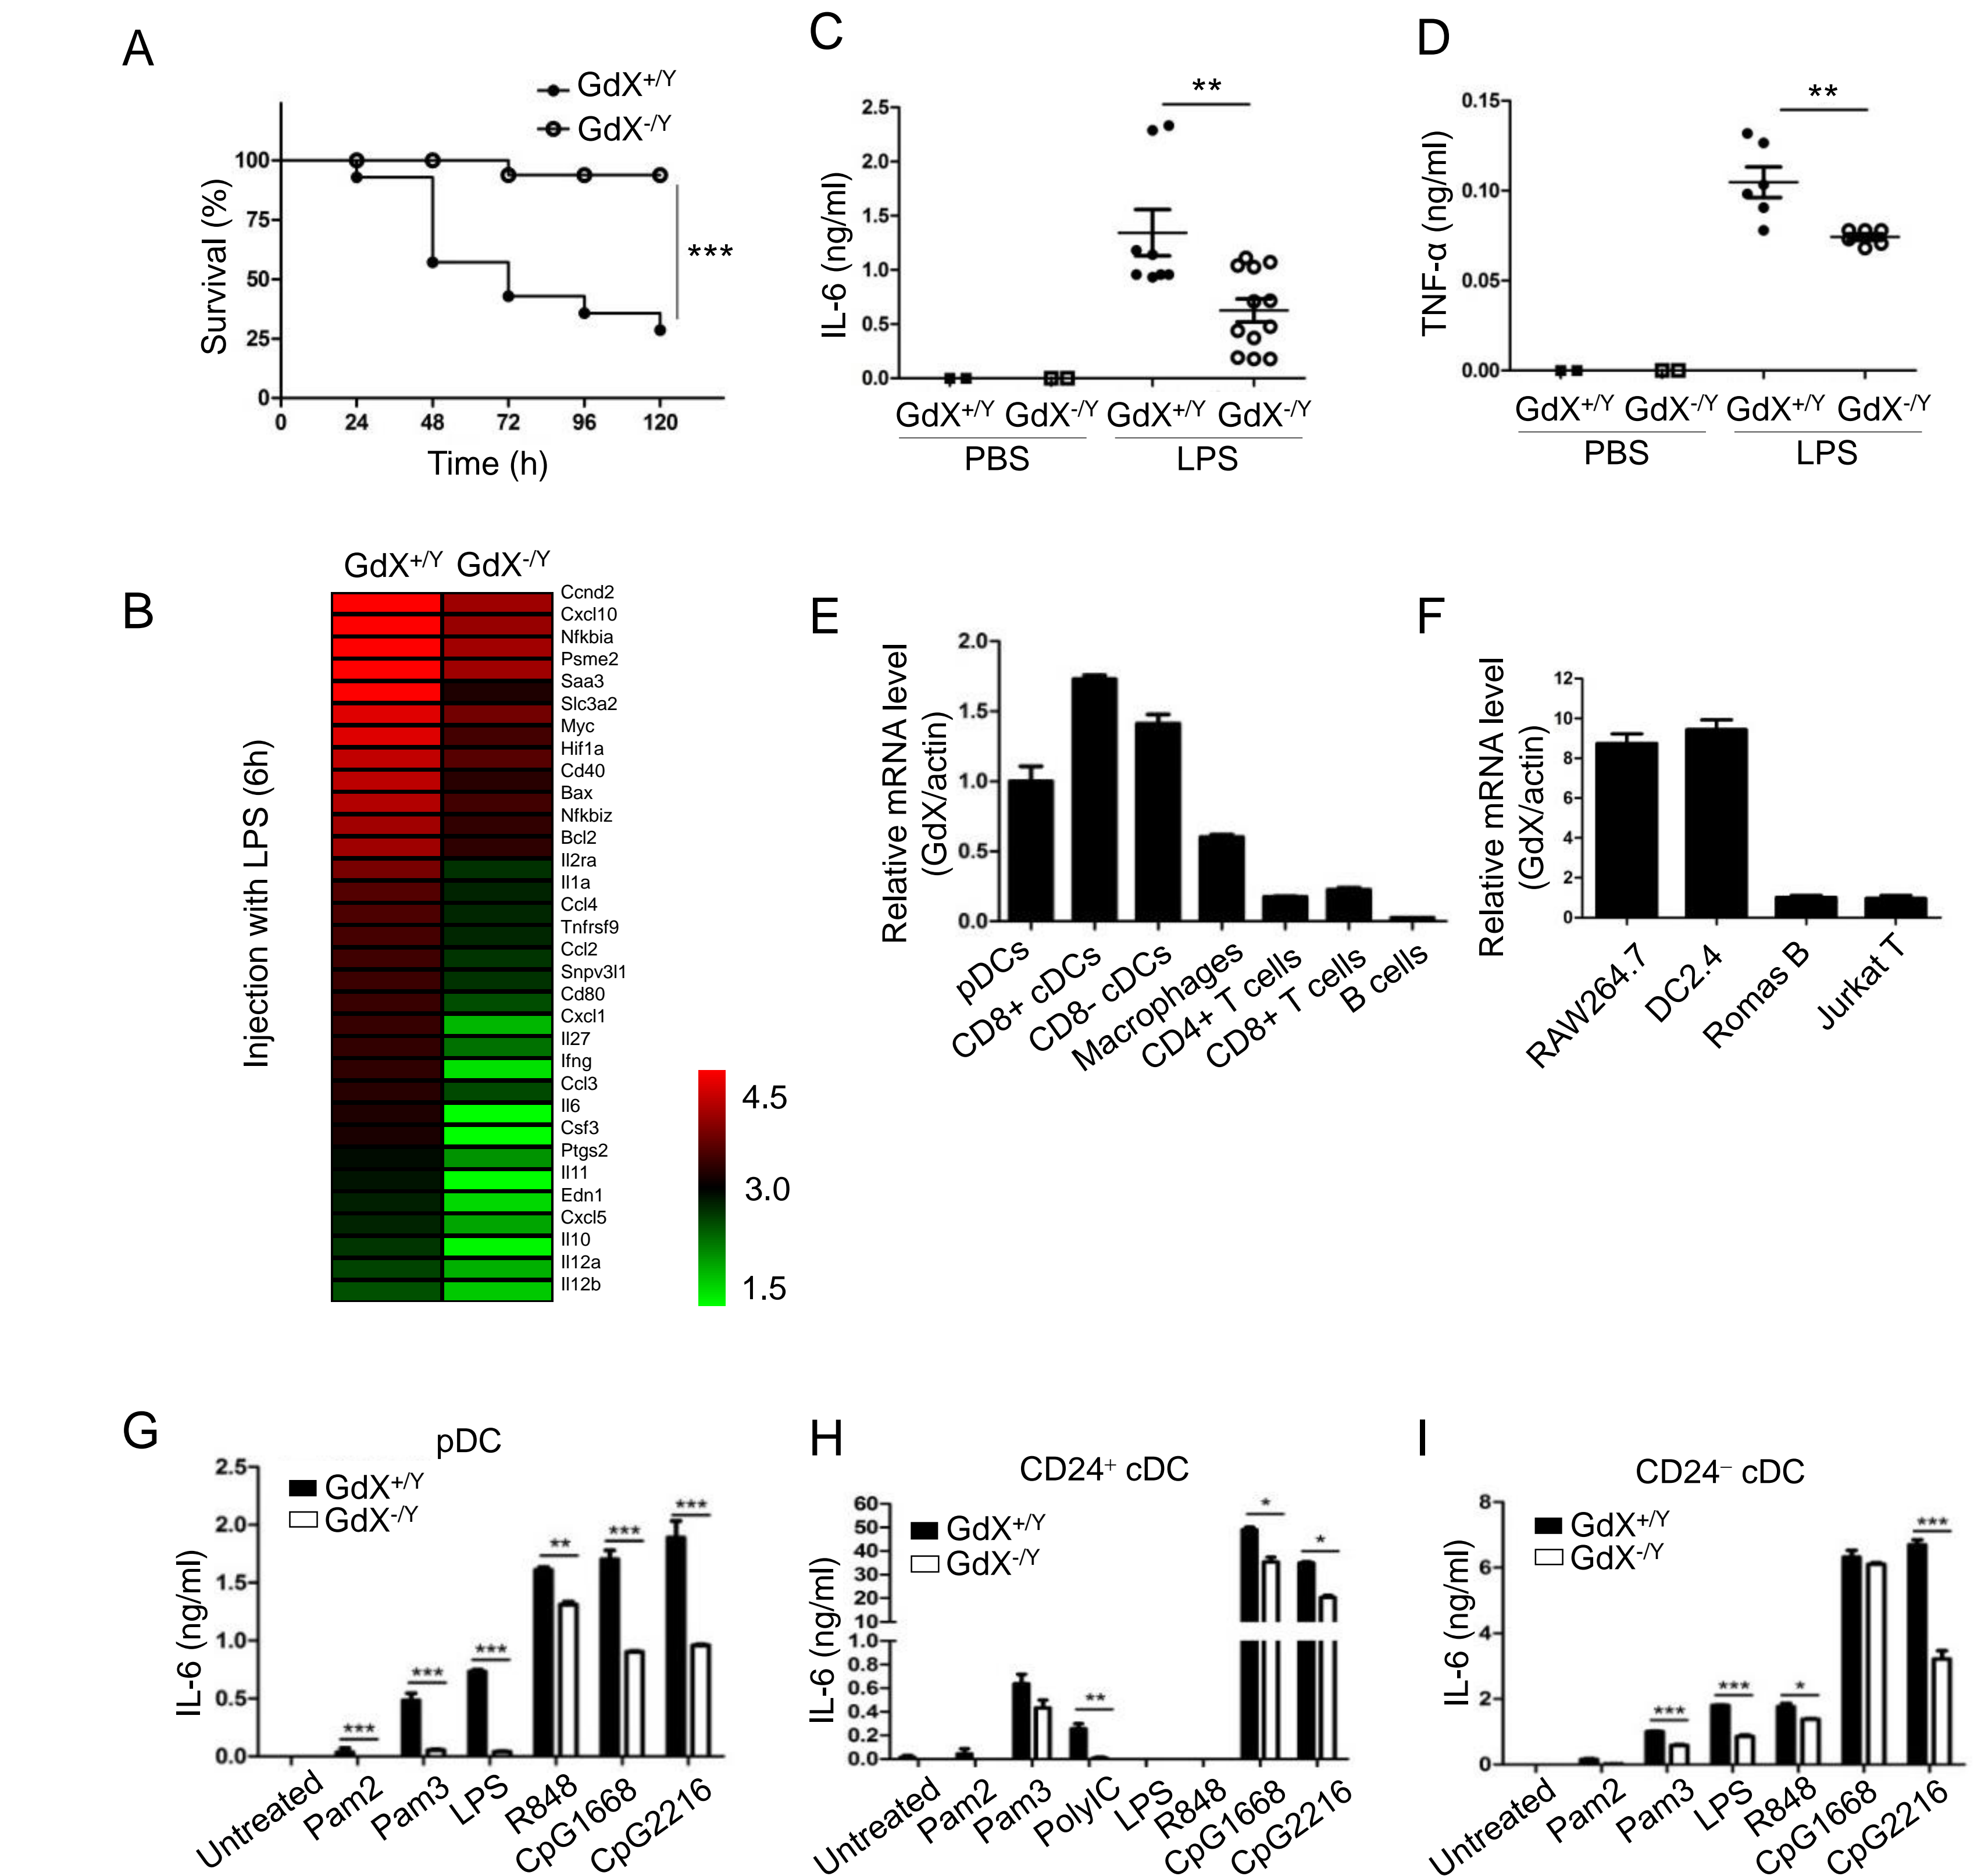 A
GdX+/Y
GdX-/Y
100
75
50
25
0
0 24 48 72 96 120
Survival (%)
Time (h)
***
C
**
2.5
2.0
1.5
1.0
0.5
0.0
IL-6 (ng/ml)
GdX+/Y GdX-/Y GdX+/Y GdX-/Y
PBS LPS
D
**
0.15
0.10
0.05
0.00
TNF-α (ng/ml)
GdX+/Y GdX-/Y GdX+/Y GdX-/Y
PBS LPS
B
GdX+/Y GdX-/Y
Injection with LPS (6h)
Ccnd2
Cxcl10
Nfkbia
Psme2
Saa3
Slc3a2
Myc
Hif1a
Cd40
Bax
Nfkbiz
Bcl2
Il2ra
Il1a
Ccl4
Tnfrsf9
Ccl2
Snpv3l1
Cd80
Cxcl1
Il27
Ifng
Ccl3
Il6
Csf3
Ptgs2
Il11
Edn1
Cxcl5
Il10
Il12a
Il12b
4.5
3.0
1.5
E
Relative mRNA level
(GdX/actin)
2.0
1.5
1.0
0.5
0.0
pDCs
CD8+ cDCs
CD8- cDCs
Macrophages
CD4+ T cells
CD8+ T cells
B cells
F
Relative mRNA level
(GdX/actin)
12
10
8
6
4
2
0
RAW264.7
DC2.4
Romas B
Jurkat T
G
pDC
GdX+/Y
GdX-/Y
IL-6 (ng/ml)
2.5
2.0
1.5
1.0
0.5
0.0
*** *** *** ** *** ***
Untreated
Pam2
Pam3
LPS
R848
CpG1668
CpG2216
H
CD24+ cDC
GdX+/Y
GdX-/Y
IL-6 (ng/ml)
60
50
40
30
20
10
1.0
0.8
0.6
0.4
0.2
0.0
** * *
Untreated
Pam2
Pam3
PolyIC
LPS
R848
CpG1668
CpG2216
I
CD24− cDC
GdX+/Y
GdX-/Y
IL-6 (ng/ml)
8
6
4
2
0
*** *** * ***
Untreated
Pam2
Pam3
LPS
R848
CpG1668
CpG2216